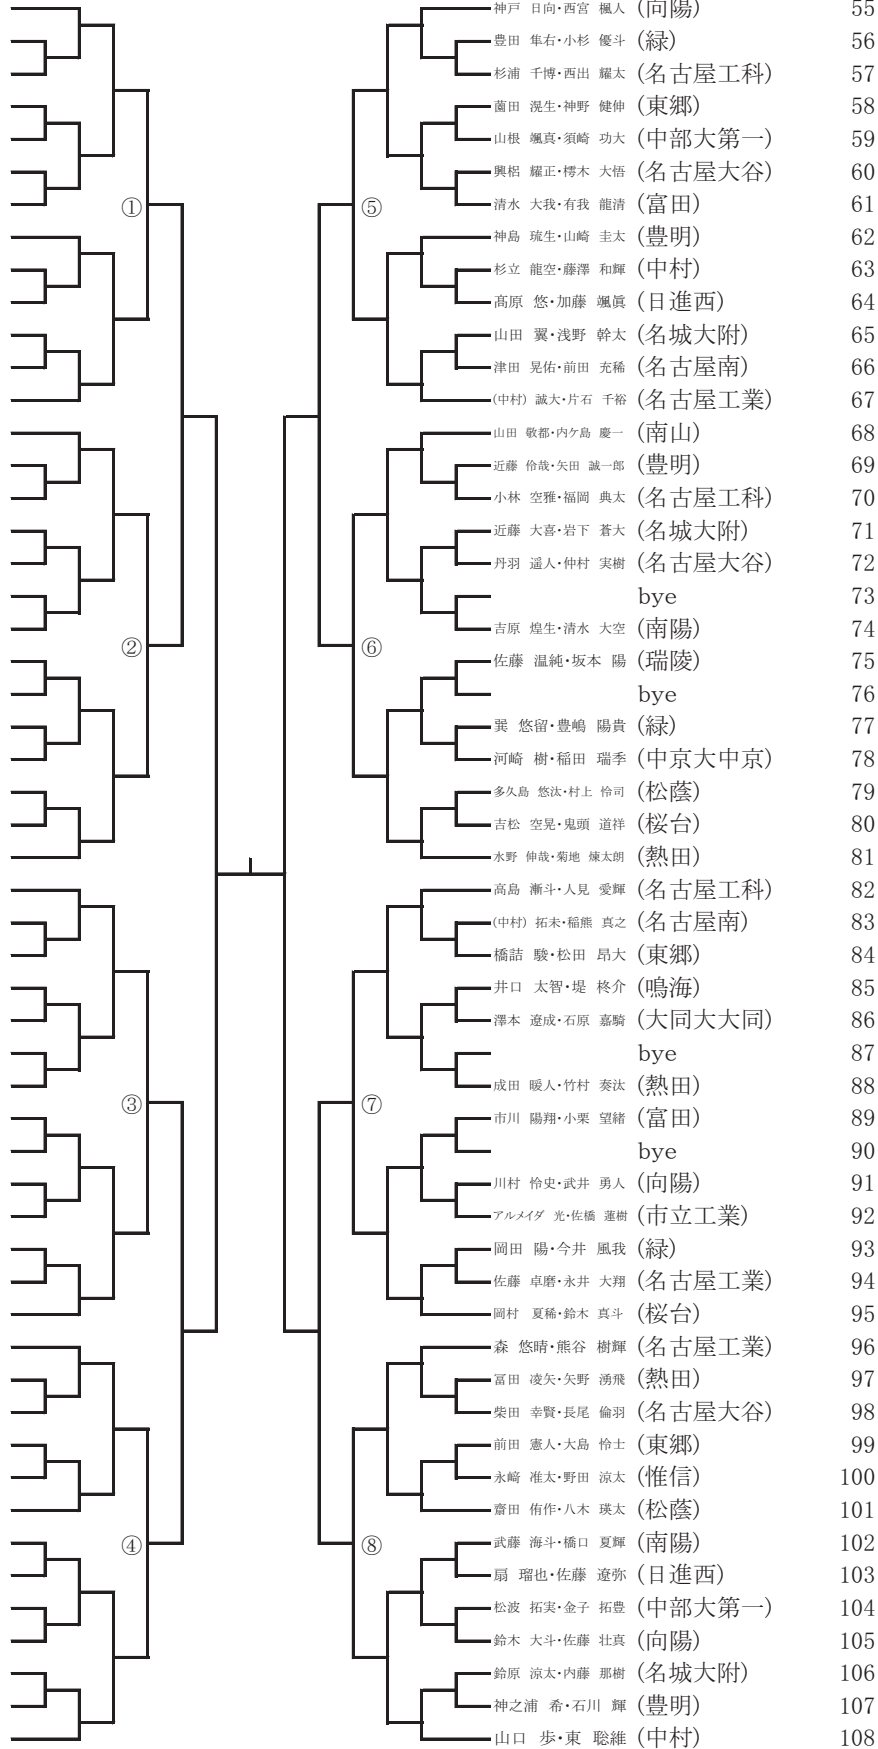 神戸 日向・西宮 楓人 (向陽) 55
豊田 隼右・小杉 優斗 (緑) 56
杉浦 千博・西出 耀太 (名古屋工科) 57
薗田 滉生・神野 健伸 (東郷) 58
山根 颯真・須崎 功大 (中部大第一) 59
興梠 耀正・樗木 大悟 (名古屋大谷) 60
① ⑤ 清水 大我・有我 龍清 (富田) 61
神島 琉生・山崎 圭太 (豊明) 62
杉立 龍空・藤澤 和輝 (中村) 63
髙原 悠・加藤 颯眞 (日進西) 64
山田 翼・浅野 幹太 (名城大附) 65
津田 晃佑・前田 充稀 (名古屋南) 66
(中村) 誠大・片石 千裕 (名古屋工業) 67
山田 敬都・内ケ島 慶一 (南山) 68
近藤 伶哉・矢田 誠一郎 (豊明) 69
小林 空雅・福岡 典太 (名古屋工科) 70
近藤 大喜・岩下 蒼大 (名城大附) 71
丹羽 遥人・仲村 実樹 (名古屋大谷) 72
bye 73
吉原 煌生・清水 大空 (南陽) 74
② ⑥ 佐藤 温純・坂本 陽 (瑞陵) 75
bye 76
巽 悠留・豊嶋 陽貴 (緑) 77
河崎 樹・稲田 瑞季 (中京大中京) 78
多久島 悠汰・村上 怜司 (松蔭) 79
吉松 空晃・鬼頭 道祥 (桜台) 80
水野 伸哉・菊地 煉太朗 (熱田) 81
高島 漸斗・人見 愛輝 (名古屋工科) 82
(中村) 拓未・稲熊 真之 (名古屋南) 83
橋詰 駿・松田 昂大 (東郷) 84
井口 太智・堤 柊介 (鳴海) 85
澤本 遼成・石原 嘉騎 (大同大大同) 86
bye 87
成田 暖人・竹村 奏汰 (熱田) 88
③ ⑦ 市川 陽翔・小栗 望緒 (富田) 89
bye 90
川村 怜史・武井 勇人 (向陽) 91
アルメイダ 光・佐橋 蓮樹 (市立工業) 92
岡田 陽・今井 風我 (緑) 93
佐藤 卓磨・永井 大翔 (名古屋工業) 94
岡村 夏稀・鈴木 真斗 (桜台) 95
森 悠晴・熊谷 樹輝 (名古屋工業) 96
冨田 凌矢・矢野 湧飛 (熱田) 97
柴田 幸賢・長尾 倫羽 (名古屋大谷) 98
前田 憲人・大島 怜士 (東郷) 99
永﨑 准太・野田 涼太 (惟信) 100
齋田 侑作・八木 瑛太 (松蔭) 101
④ ⑧ 武藤 海斗・橋口 夏輝 (南陽) 102
扇 瑠也・佐藤 遼弥 (日進西) 103
松波 拓実・金子 拓豊 (中部大第一) 104
鈴木 大斗・佐藤 壮真 (向陽) 105
鈴原 涼太・内藤 那樹 (名城大附) 106
神之浦 希・石川 輝 (豊明) 107
山口 歩・東 聡維 (中村) 108